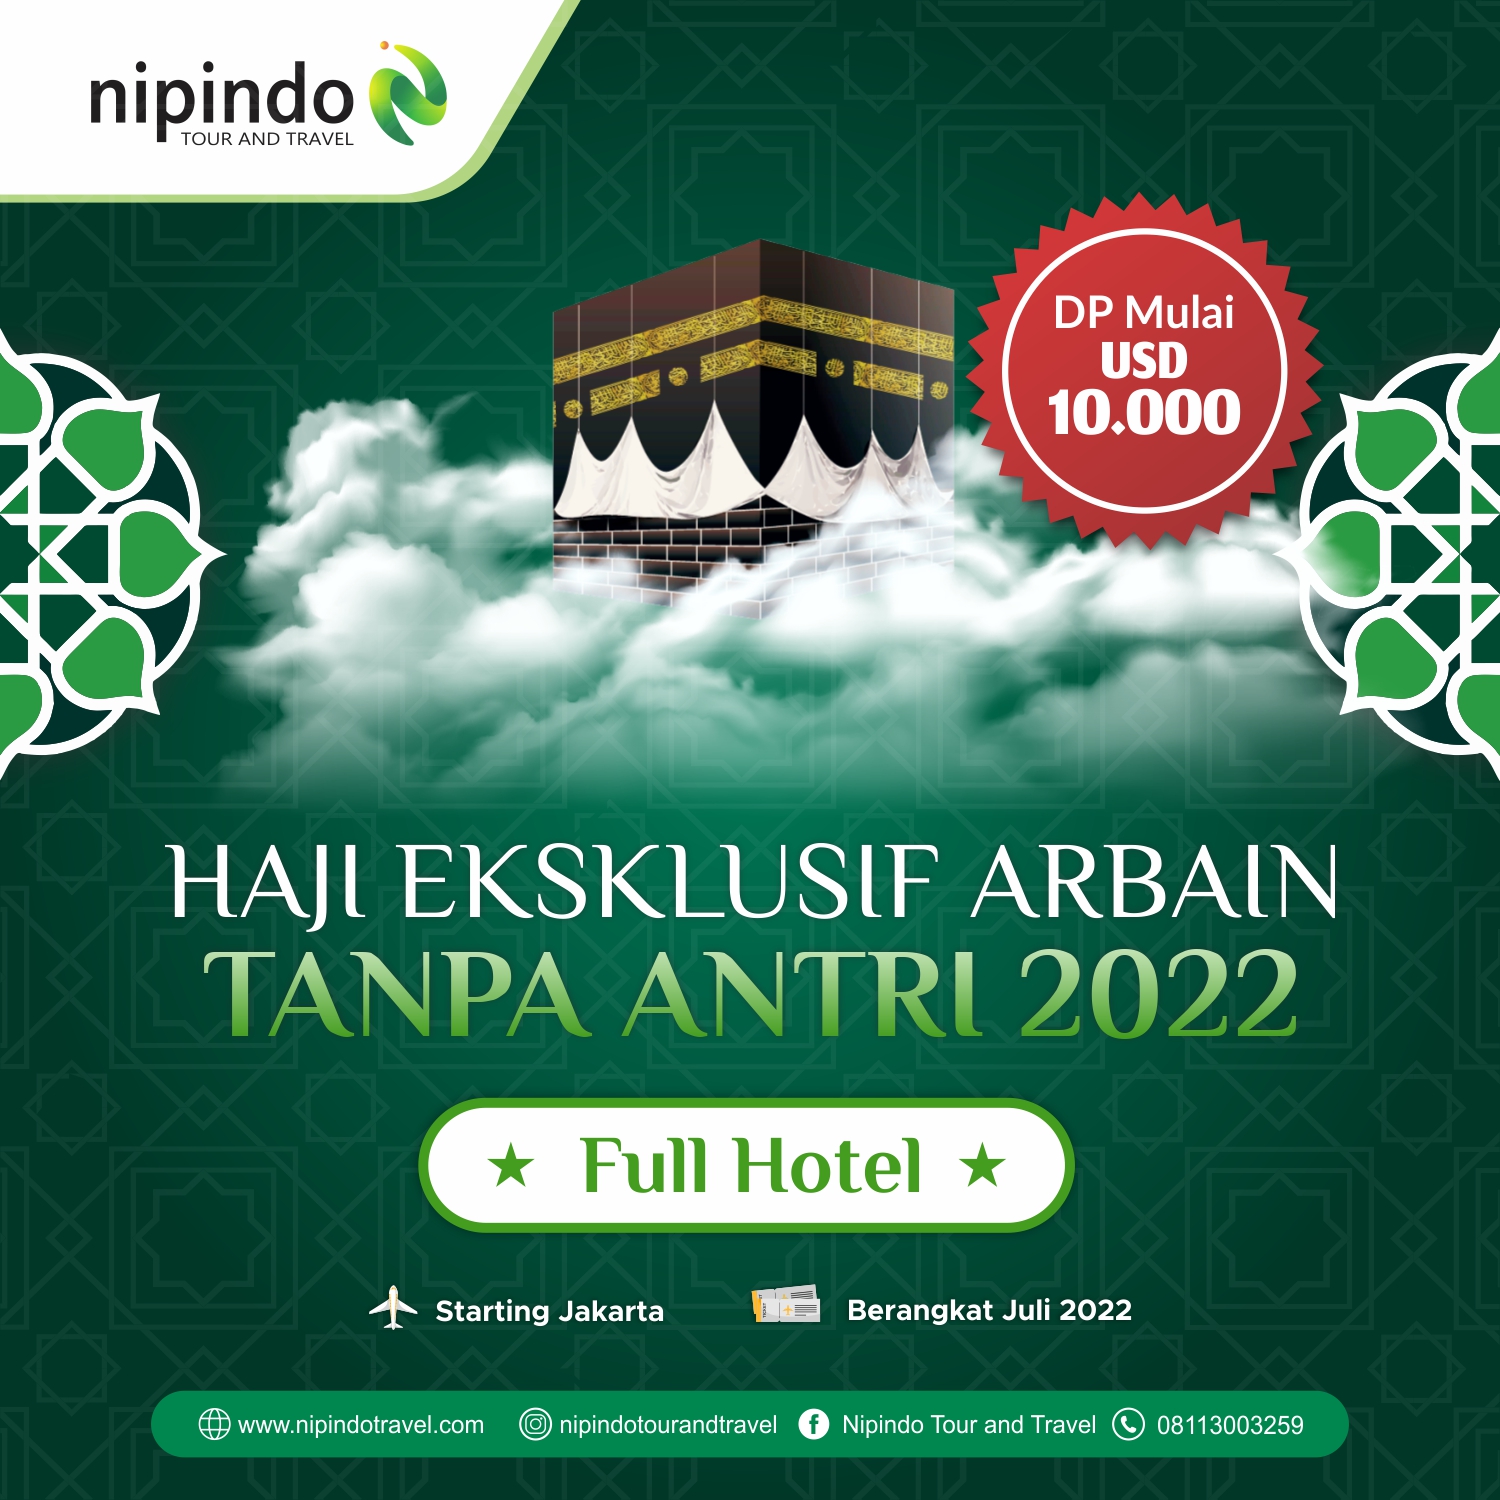 nipindo
TOUR AND TRAVEL
DP Mulai
USD
10.000
HAJI EKSKLUSIF ARBAIN
TANPA ANTRI 2022
★ Full Hotel ★
Starting Jakarta
Berangkat Juli 2022
www.nipindotravel.com nipindotourandtravel Nipindo Tour and Travel 08113003259